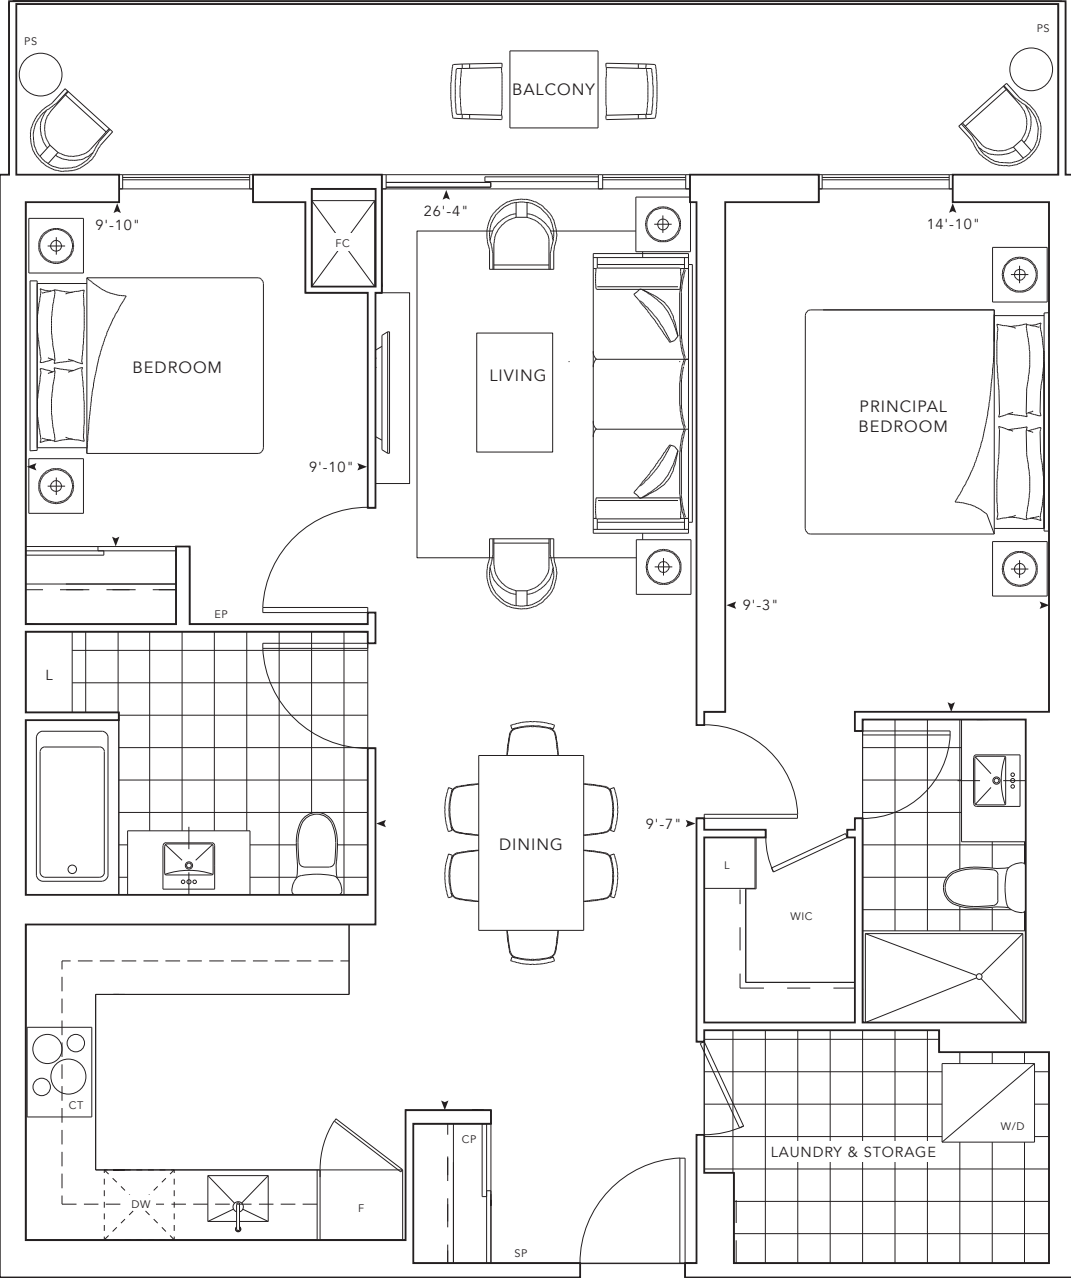 PS
PS
BALCONY
9'-10"
26'-4"
14'-10"
FC
BEDROOM
LIVING
PRINCIPAL
BEDROOM
9'-10"
9'-3"
EP
L
9'-7"
DINING
L
WIC
CT
CP
W/D
LAUNDRY & STORAGE
DW
F
SP